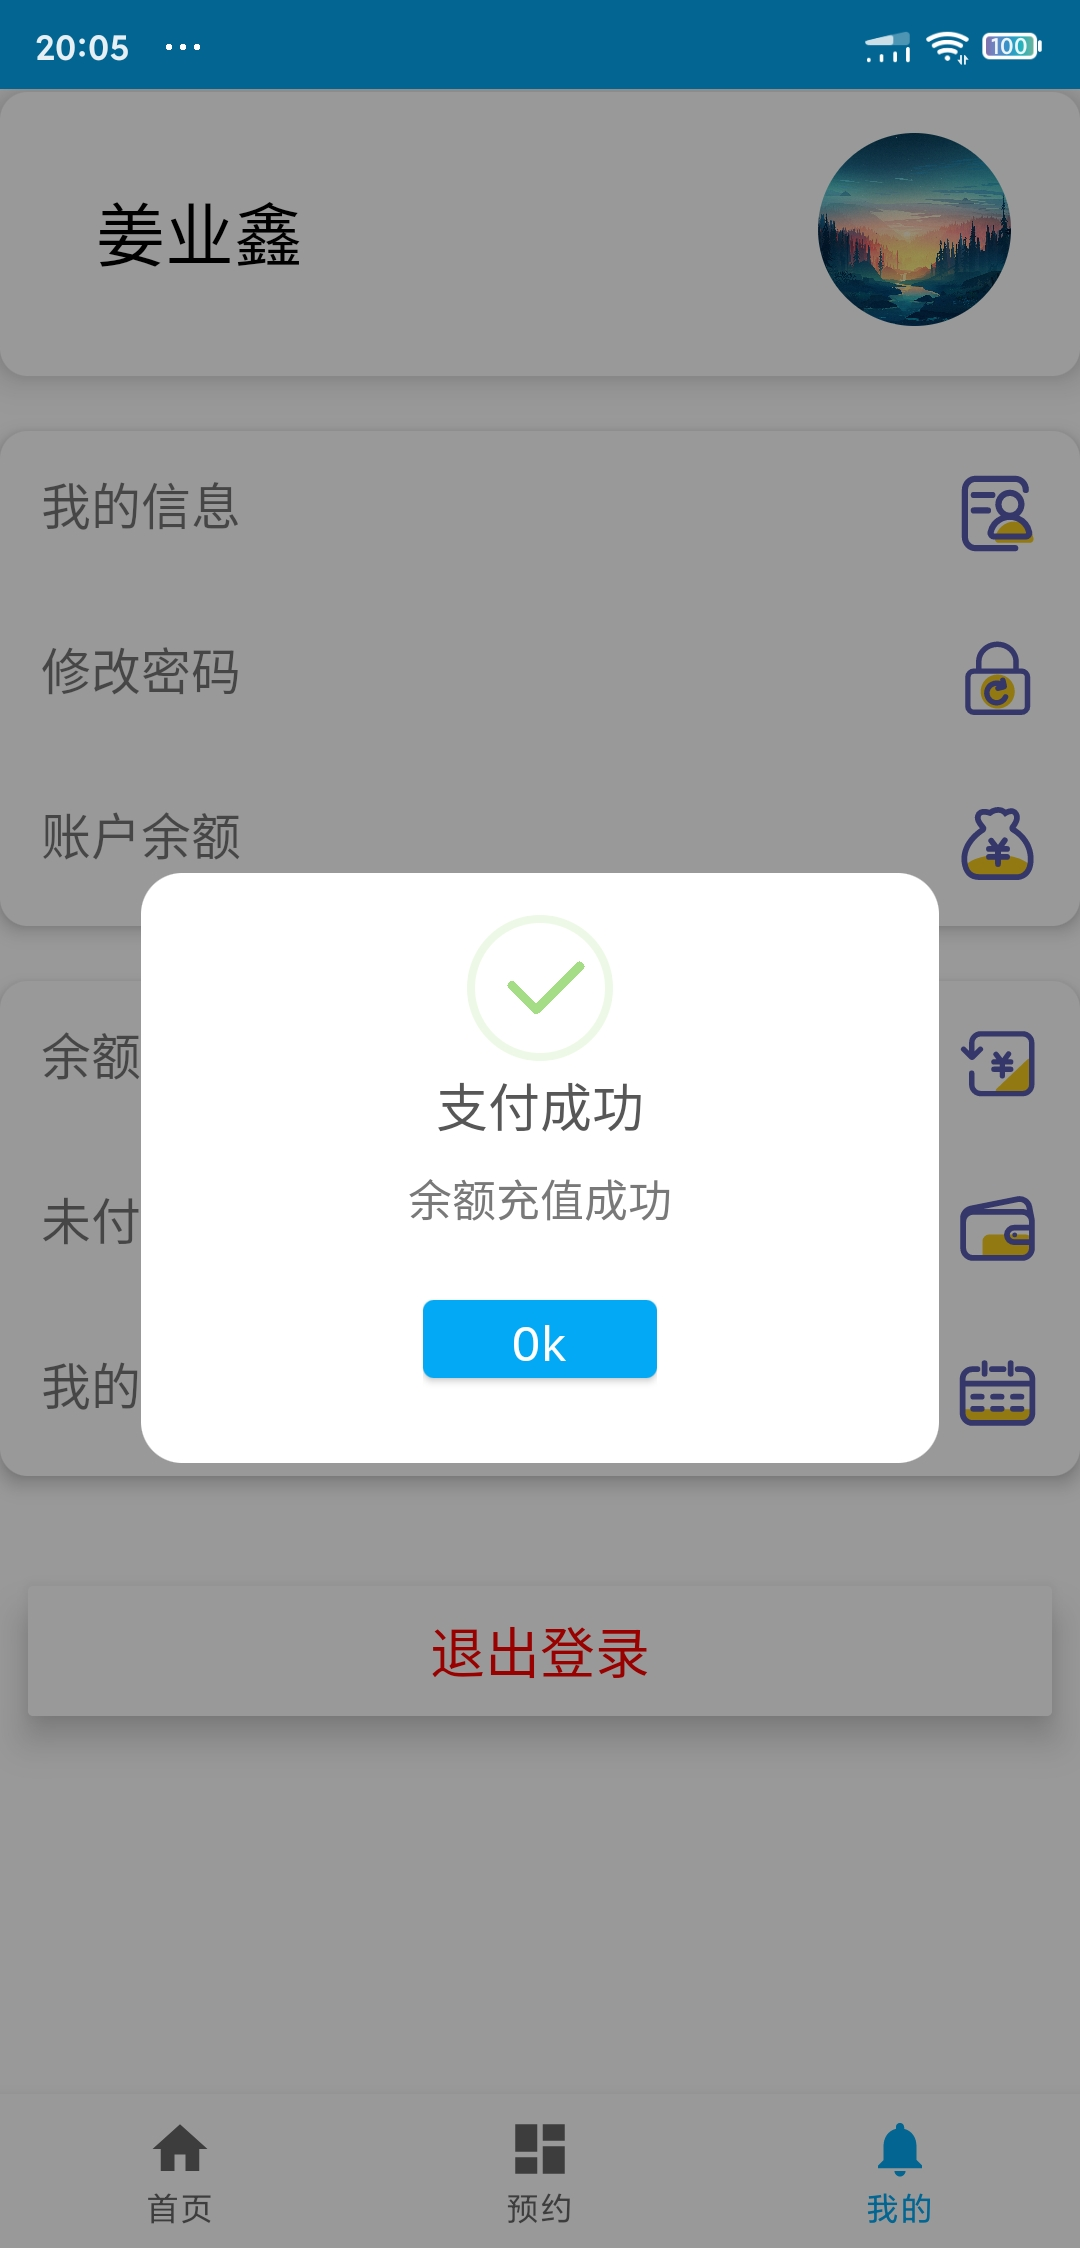 20:05 ...
100
姜业鑫
我的信息
修改密码
账户余额
余额
支付成功
余额充值成功
未付
Ok
我的
退出登录
首页 预约 我的